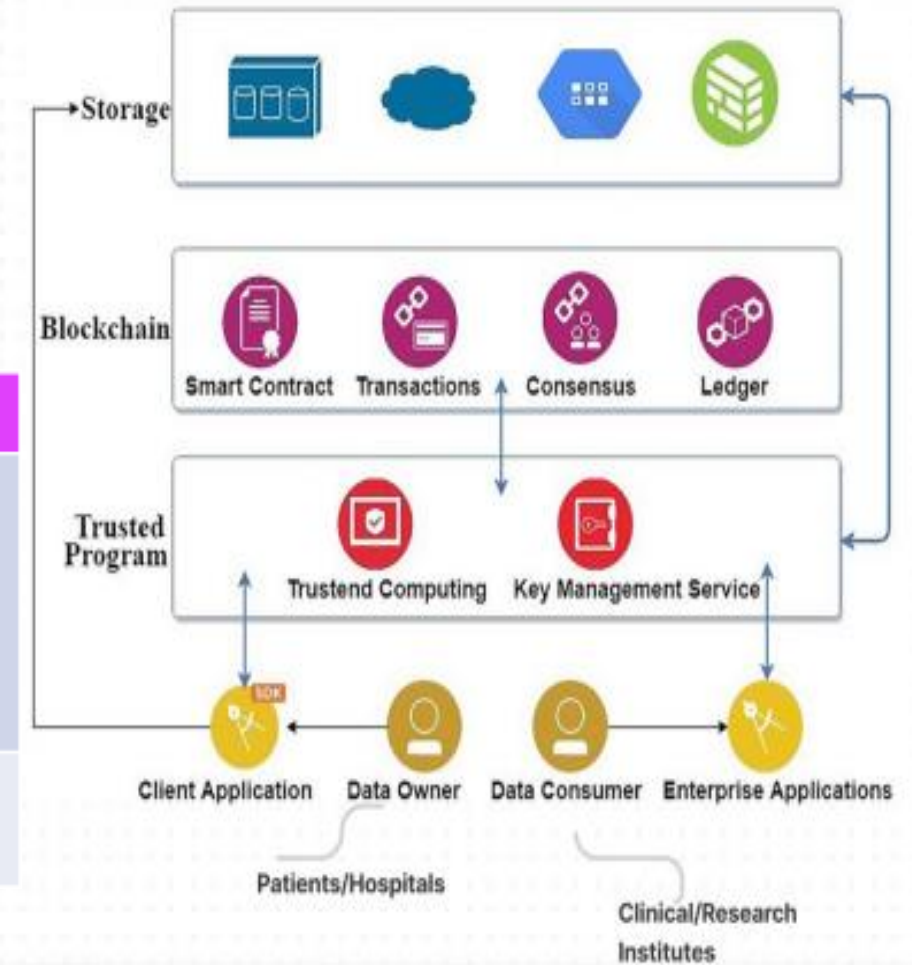 Storage
Blockchain
Smart Contract Transactions Consensus Ledger
Trusted
Program
Trustend Computing Key Management Service
SDK
Client Application Data Owner Data Consumer Enterprise Applications
Patients/Hospitals
Clinical/Research
Institutes